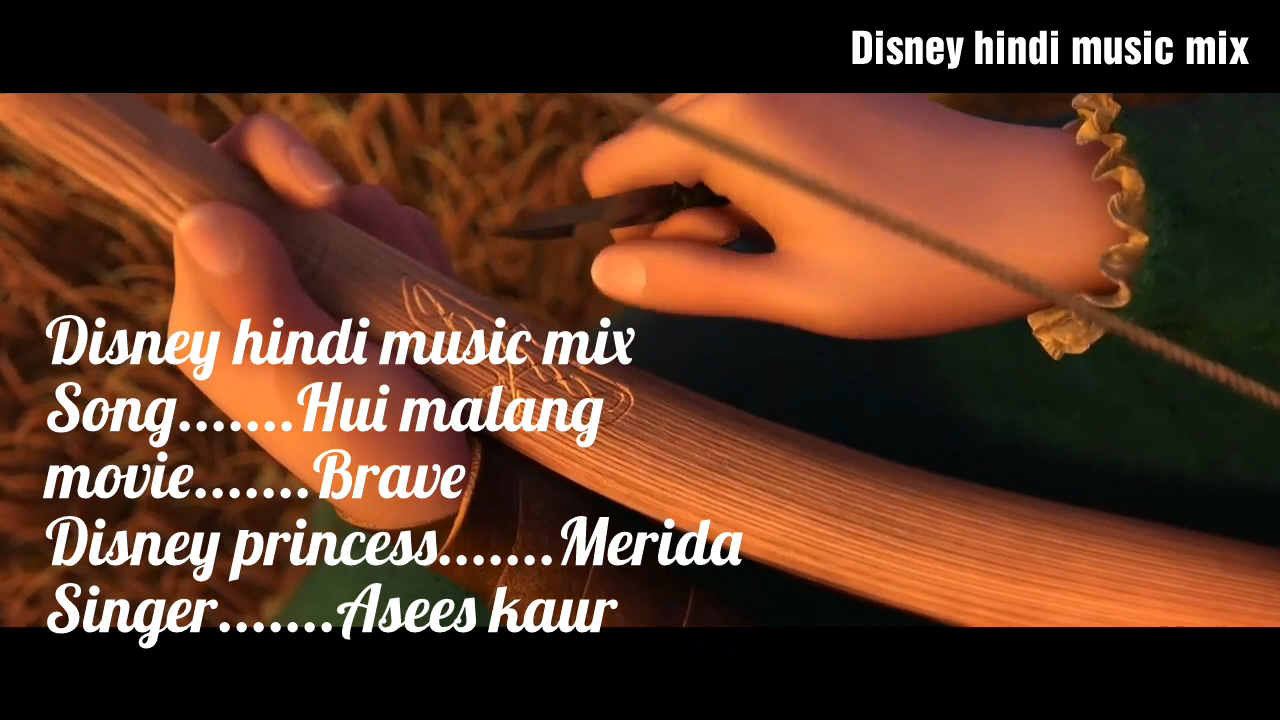 Disney hindi music mix
Disney hindi music mix
Song.......Hui malang
movie.......Brave
Disney princess.......Merida
Singer.......Asees kaur